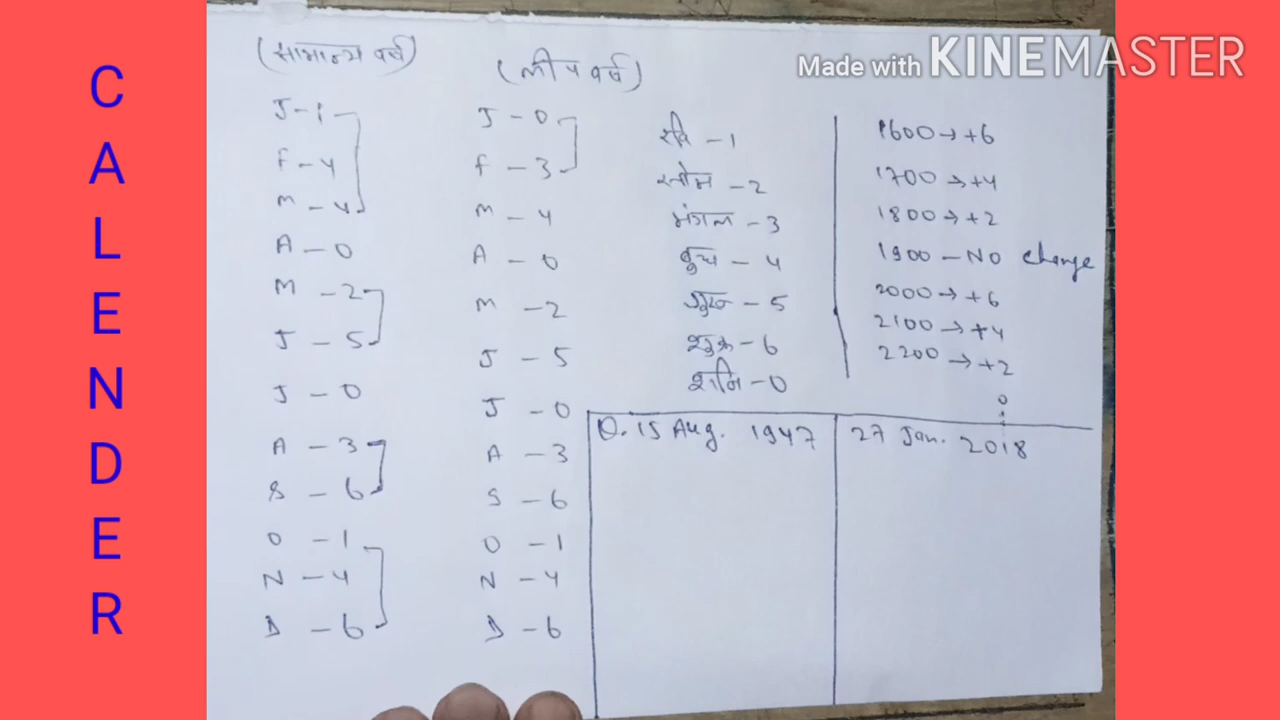 CALENDER
Made with KINEMASTER
(सामान्य वर्ष)
J-1
F-4
M-4
A-0
M-2
J-5
J-0
A-3
S-6
O-1
N-4
D-6
(लीप वर्ष)
J-0
F-3
M-4
A-0
M-2
J-5
J-0
A-3
S-6
O-1
N-4
D-6
रवि-1
सोम-2
मंगल-3
बुध-4
गुरू-5
शुक्र-6
शनि-0
1600→+6
1700→+4
1800→+2
1900-NO change
2000→+6
2100→+4
2200→+2
Q. 15 Aug. 1947
27 Jan. 2018